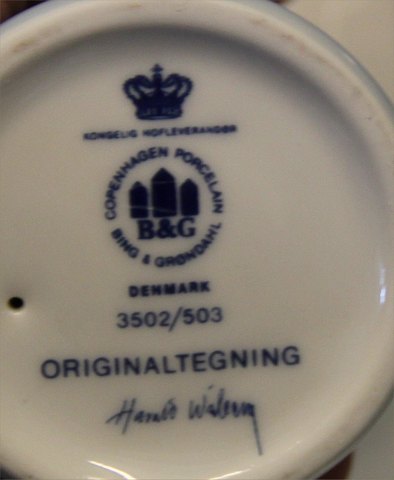 KONGELIG HOFLEVERANDØR
COPENHAGEN PORCELAIN
B&G
BING & GRØNDAHL
DENMARK
3502/503
ORIGINALTEGNING